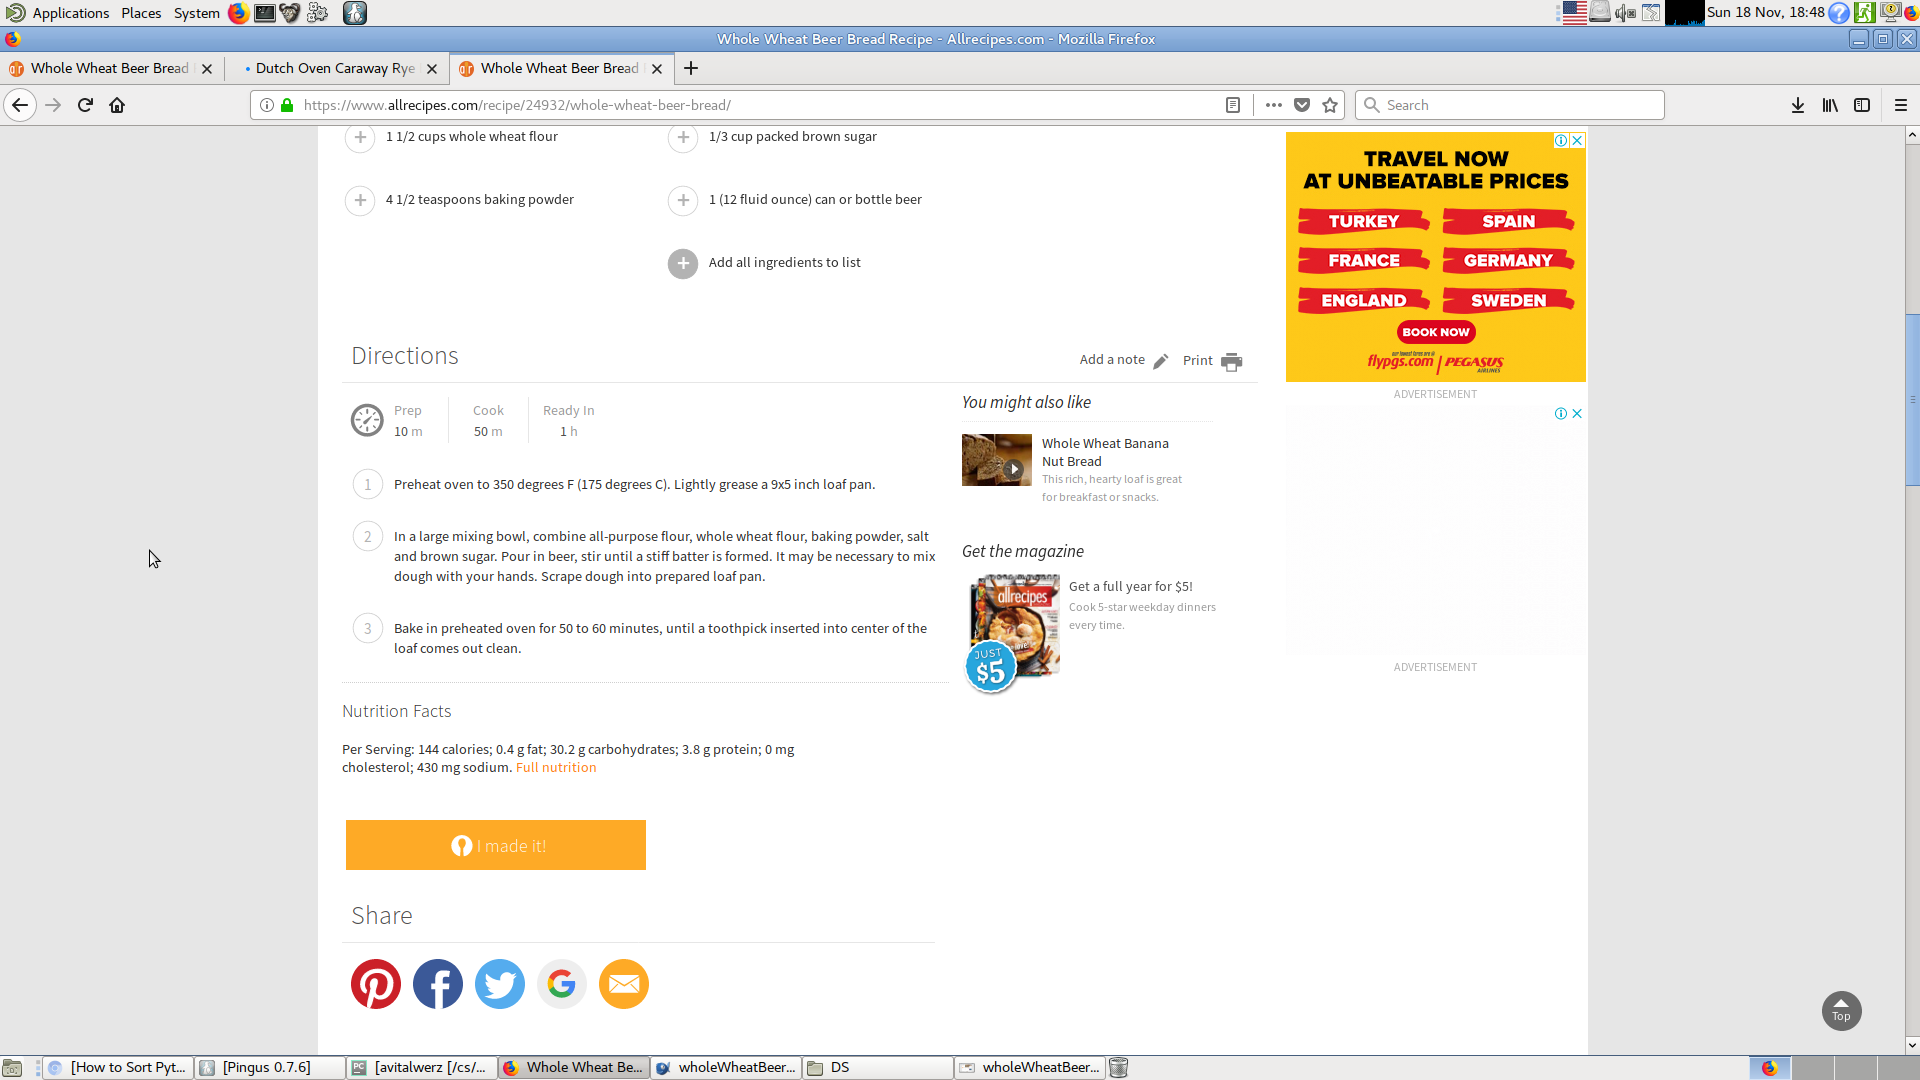 Applications Places System
Sun 18 Nov, 18:48
Whole Wheat Beer Bread Recipe - Allrecipes.com - Mozilla Firefox
Whole Wheat Beer Bread
Dutch Oven Caraway Rye
Whole Wheat Beer Bread
https://www.allrecipes.com/recipe/24932/whole-wheat-beer-bread/
Search
1 1/2 cups whole wheat flour
1/3 cup packed brown sugar
4 1/2 teaspoons baking powder
1 (12 fluid ounce) can or bottle beer
Add all ingredients to list
Directions
Add a note
Print
Prep
10 m
Cook
50 m
Ready In
1 h
1
Preheat oven to 350 degrees F (175 degrees C). Lightly grease a 9x5 inch loaf pan.
2
In a large mixing bowl, combine all-purpose flour, whole wheat flour, baking powder, salt
and brown sugar. Pour in beer, stir until a stiff batter is formed. It may be necessary to mix
dough with your hands. Scrape dough into prepared loaf pan.
3
Bake in preheated oven for 50 to 60 minutes, until a toothpick inserted into center of the
loaf comes out clean.
Nutrition Facts
Per Serving: 144 calories; 0.4 g fat; 30.2 g carbohydrates; 3.8 g protein; 0 mg
cholesterol; 430 mg sodium. Full nutrition
I made it!
Share
You might also like
Whole Wheat Banana
Nut Bread
This rich, hearty loaf is great
for breakfast or snacks.
Get the magazine
allrecipes
JUST
$5
Get a full year for $5!
Cook 5-star weekday dinners
every time.
TRAVEL NOW
AT UNBEATABLE PRICES
TURKEY
SPAIN
FRANCE
GERMANY
ENGLAND
SWEDEN
BOOK NOW
our lowest fares are @
flypgs.com | PEGASUS
AIRLINES
ADVERTISEMENT
ADVERTISEMENT
Top
[How to Sort Pyt...
[Pingus 0.7.6]
[avitalwerz [/cs/...
Whole Wheat Be...
wholeWheatBeer...
DS
wholeWheatBeer...